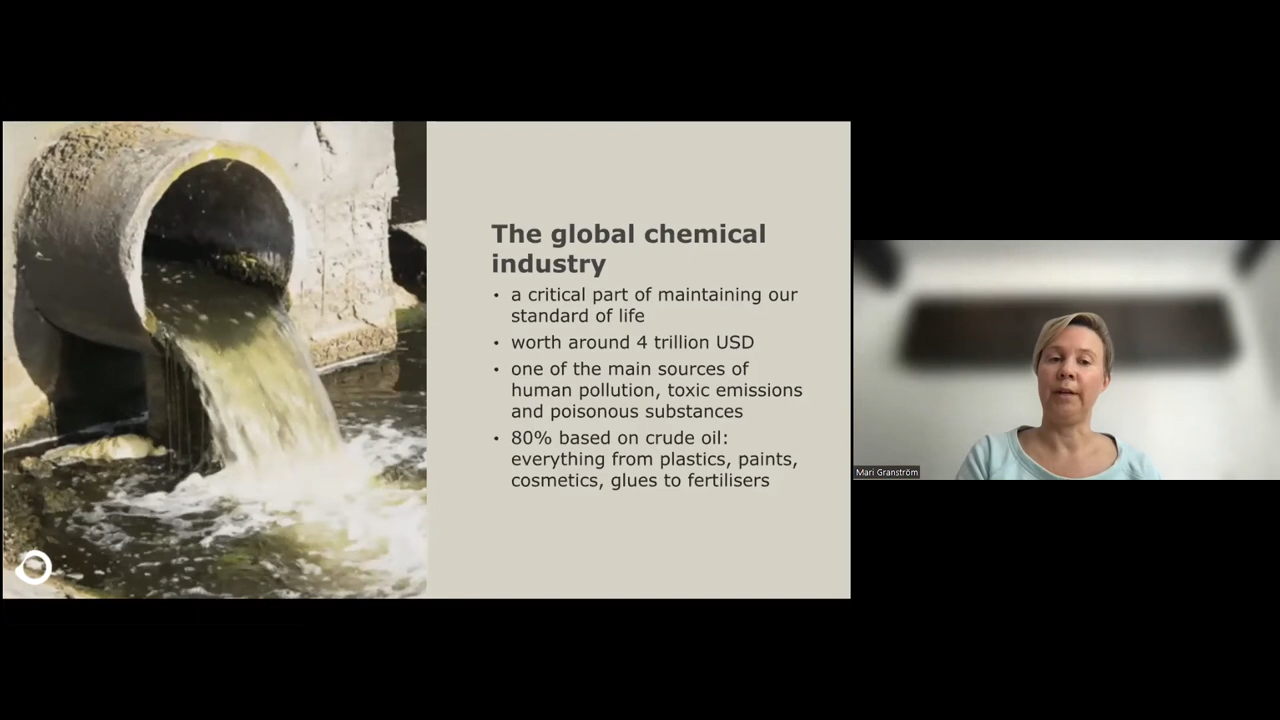 The global chemical
industry
• a critical part of maintaining our
standard of life
• worth around 4 trillion USD
• one of the main sources of
human pollution, toxic emissions
and poisonous substances
• 80% based on crude oil:
everything from plastics, paints,
cosmetics, glues to fertilisers
Mari Granström